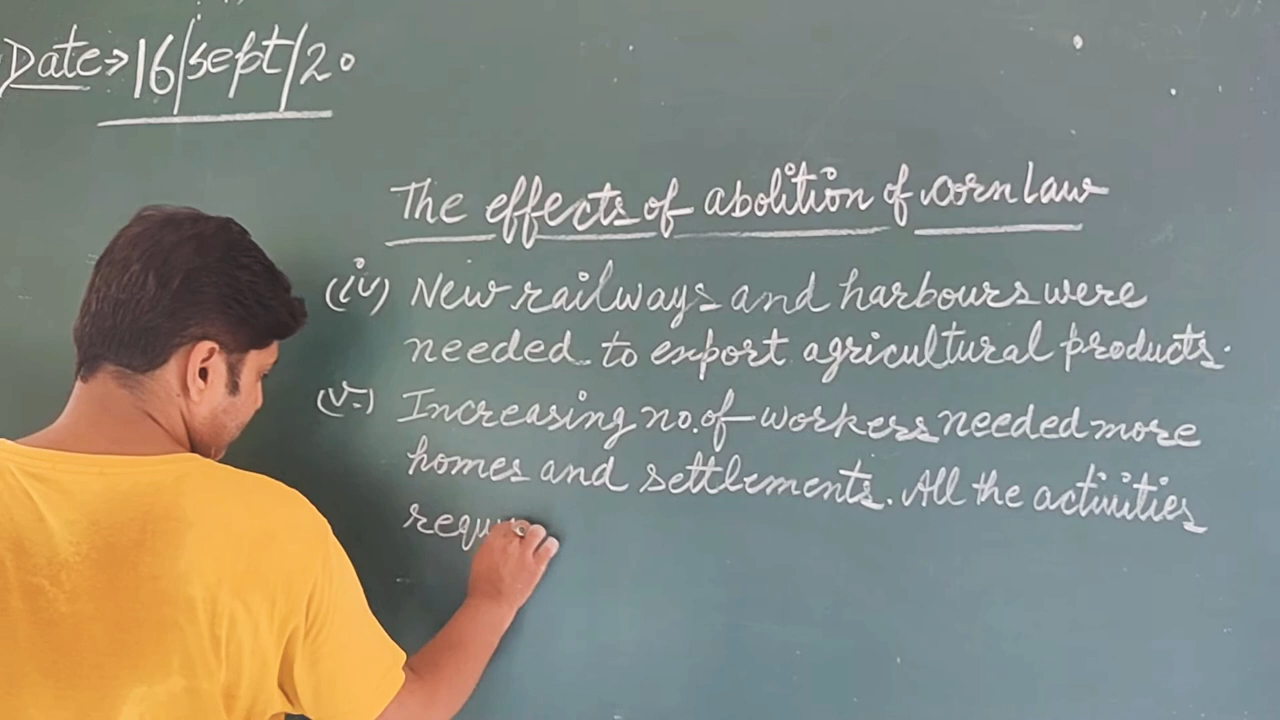 Date→ 16/sept/20
The effects of abolition of corn law
(iv) New railways and harbours were
needed to export agricultural products.
(v.) Increasing no. of workers needed more
homes and settlements. All the activities